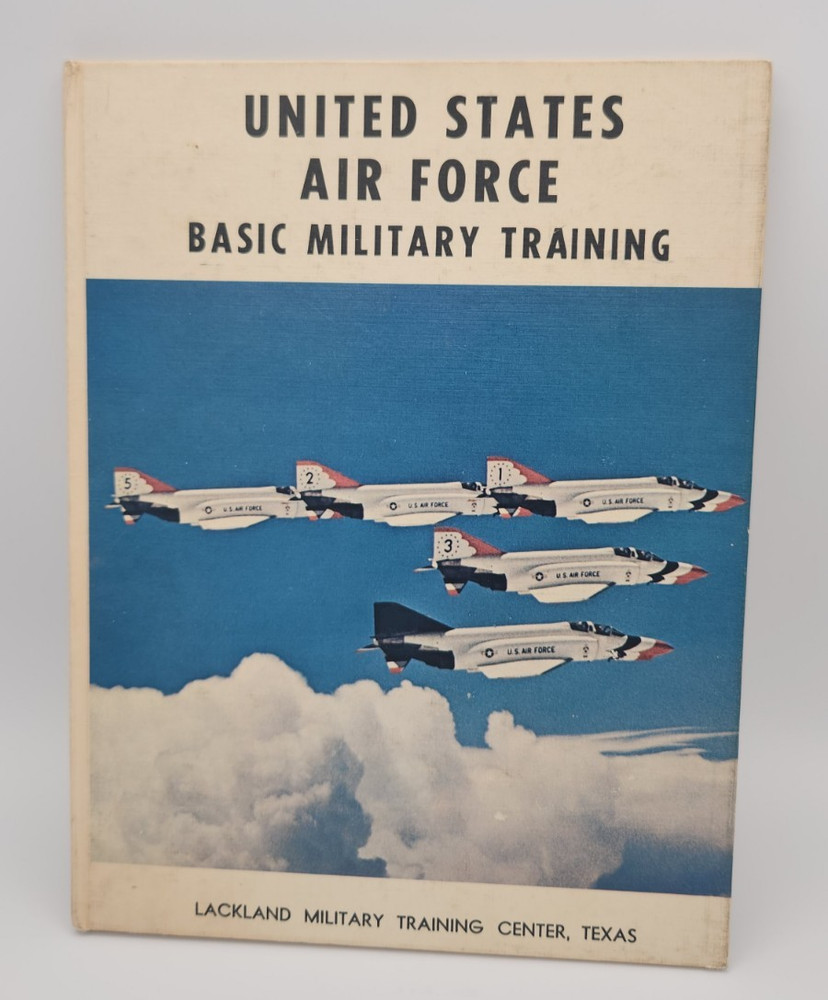 UNITED STATES
AIR FORCE
BASIC MILITARY TRAINING
5
2
1
U.S. AIR FORCE
U.S. AIR FORCE
U.S. AIR FORCE
3
U.S. AIR FORCE
U.S. AIR FORCE
LACKLAND MILITARY TRAINING CENTER, TEXAS